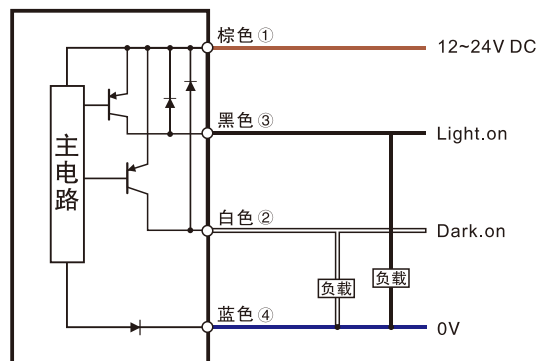 棕色①
12~24V DC
黑色③
Light.on
主电路
白色②
Dark.on
负载
负载
蓝色④
0V